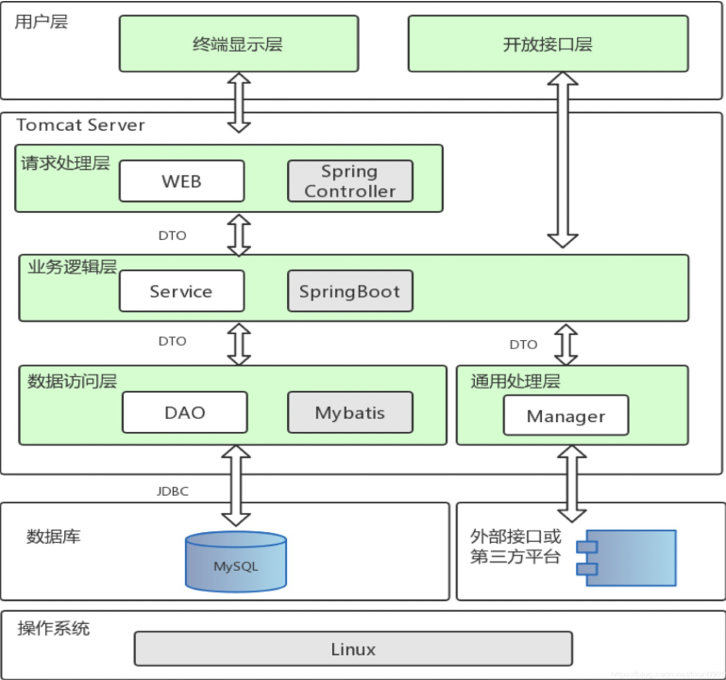 用户层
终端显示层
开放接口层
Tomcat Server
请求处理层
WEB
Spring
Controller
DTO
业务逻辑层
Service
SpringBoot
DTO
DTO
数据访问层
DAO
Mybatis
通用处理层
Manager
JDBC
数据库
MySQL
外部接口或
第三方平台
操作系统
Linux